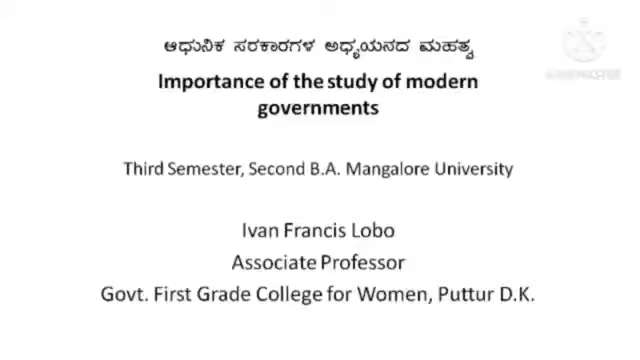 ಆಧುನಿಕ ಸರಕಾರಗಳ ಅಧ್ಯಯನದ ಮಹತ್ವ
Importance of the study of modern
governments
Third Semester, Second B.A. Mangalore University
Ivan Francis Lobo
Associate Professor
Govt. First Grade College for Women, Puttur D.K.